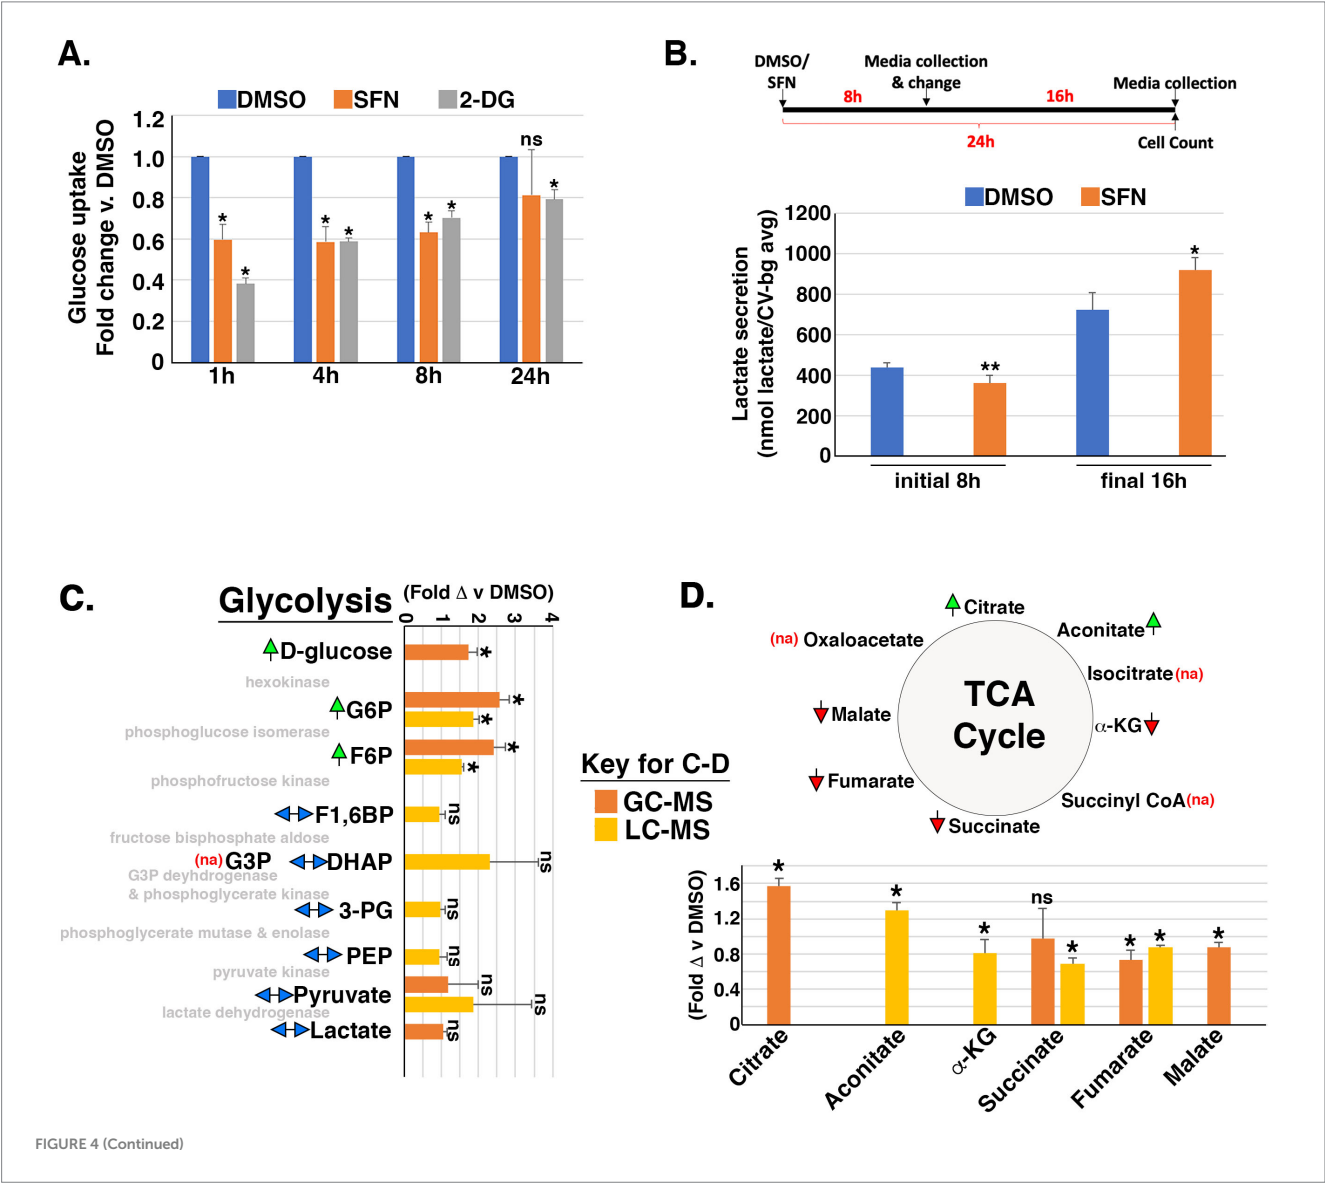 A.
DMSO SFN 2-DG
Glucose uptake
Fold change v. DMSO
1.2
1.0
0.8
0.6
0.4
0.2
0
* * * * * * ns *
1h 4h 8h 24h
B.
DMSO/
SFN
Media collection
& change
Media collection
8h
16h
24h
Cell Count
DMSO SFN
Lactate secretion
(nmol lactate/CV-bg avg)
1200
1000
800
600
400
200
0
** *
initial 8h final 16h
C.
Glycolysis
(Fold Δ v DMSO)
0 1 2 3 4
D-glucose *
hexokinase
G6P * *
phosphoglucose isomerase
F6P * *
phosphofructose kinase
F1,6BP ns
fructose bisphosphate aldose
(na) G3P DHAP ns
G3P deyhdrogenase
& phosphoglycerate kinase
3-PG ns
phosphoglycerate mutase & enolase
PEP ns
pyruvate kinase
Pyruvate ns ns
lactate dehydrogenase
Lactate ns
Key for C-D
GC-MS
LC-MS
D.
TCA
Cycle
Citrate
Aconitate
Isocitrate (na)
α-KG
Succinyl CoA (na)
Succinate
Fumarate
Malate
(na) Oxaloacetate
(Fold Δ v DMSO)
1.6
1.2
0.8
0.4
0
* * * ns * * * *
Citrate
Aconitate
α-KG
Succinate
Fumarate
Malate
FIGURE 4 (Continued)